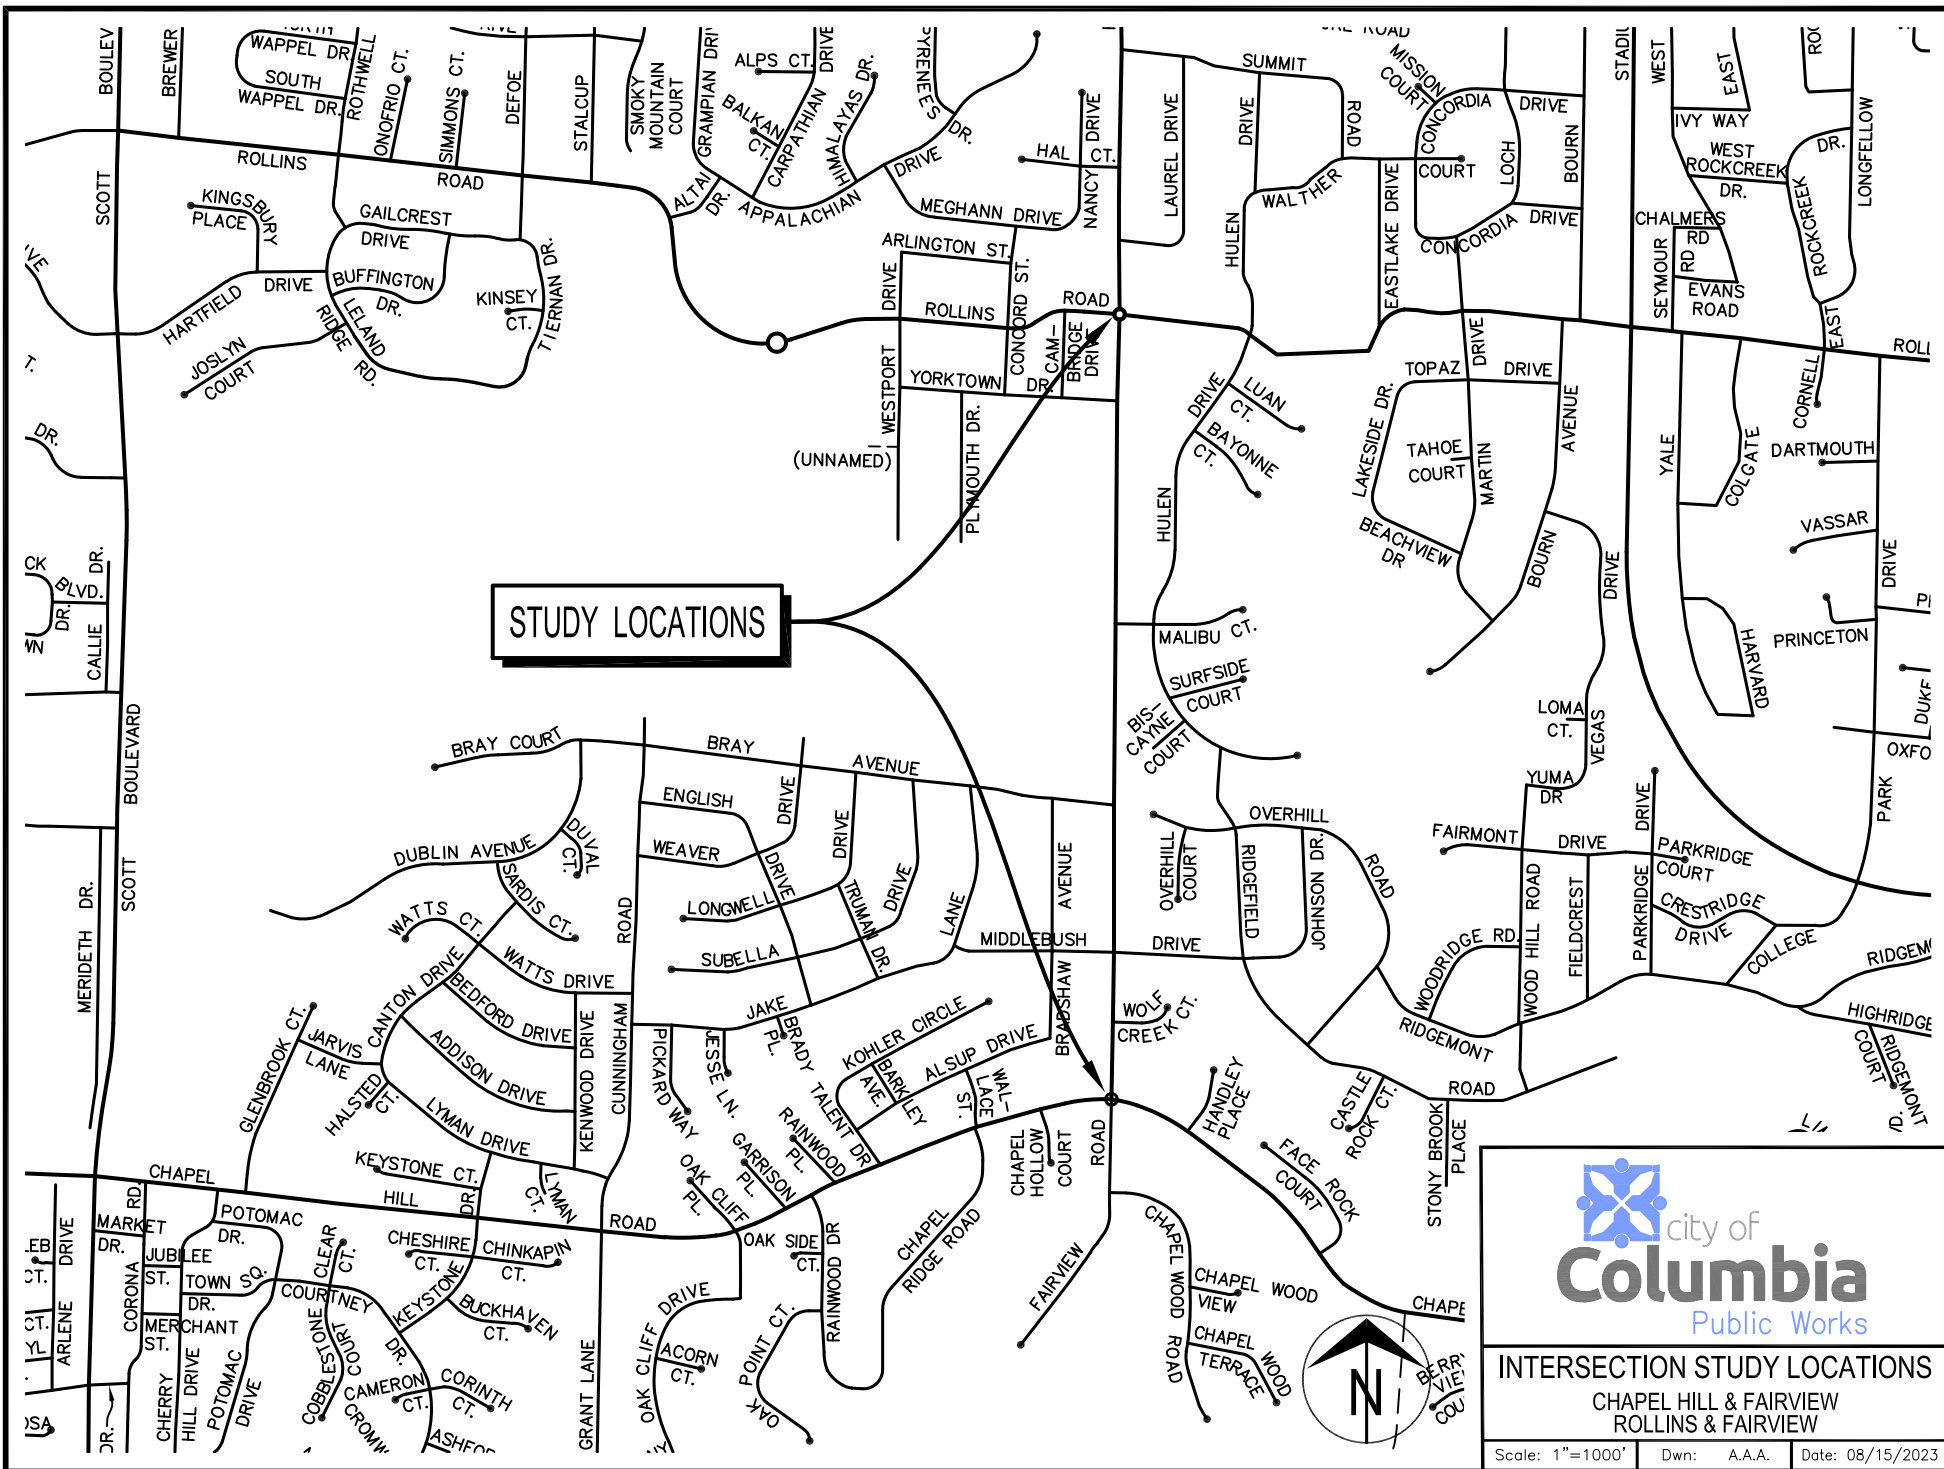 BOULEV
BREWER
WAPPEL DR.
SOUTH
WAPPEL DR.
ROTHWELL
ONOFRIO CT.
SIMMONS CT.
DEFOE
STALCUP
SMOKY
MOUNTAIN
COURT
GRAMPIAN
ALPS CT.
BALKAN
CT.
CARPATHIAN
DRIVE
HIMALAYAS DR.
PYRENEES
DR.
HAL CT.
NANCY DRIVE
LAUREL DRIVE
SUMMIT
DRIVE
ROAD
ROAD
MISSION
COURT
CONCORDIA
DRIVE
COURT
LOCH
BOURN
WEST
EAST
IVY WAY
WEST
ROCKCREEK
DR.
DR.
LONGFELLOW
ROCKCREEK
EAST
CHALMERS
RD
SEYMOUR
RD
EVANS
ROAD
SCOTT
ROLLINS
ROAD
KINGSBURY
PLACE
GAILCREST
DRIVE
HARTFIELD
DRIVE
BUFFINGTON
DR.
LELAND
RIDGE RD.
JOSLYN
COURT
KINSEY
CT.
TIERNAN DR.
ALTAI
DR.
APPALACHIAN
DRIVE
MEGHANN DRIVE
ARLINGTON ST.
WESTPORT
DRIVE
CONCORD ST.
ROLLINS
ROAD
CAM-
BRIDGE
DRIVE
YORKTOWN
DR.
PLYMOUTH DR.
(UNNAMED)
HULEN
WALTHER
EASTLAKE DRIVE
CONCORDIA
DRIVE
HULEN
DRIVE
LUAN
CT.
BAYONNE
CT.
LAKESIDE DR.
TOPAZ
DRIVE
DRIVE
TAHOE
COURT
MARTIN
BEACHVIEW
DR
AVENUE
BOURN
DRIVE
YALE
COLGATE
CORNELL
DARTMOUTH
VASSAR
DRIVE
PRINCETON
HARVARD
PARK
DR.
BLVD.
DR.
CALLIE DR.
STUDY LOCATIONS
MALIBU CT.
SURFSIDE
COURT
BIS-
CAYNE
COURT
LOMA
CT.
VEGAS
YUMA
DR
BOULEVARD
SCOTT
MERIDETH DR.
BRAY COURT
BRAY
AVENUE
ENGLISH
DRIVE
WEAVER
DRIVE
DRIVE
DUBLIN AVENUE
DUVAL
CT.
SARDIS CT.
WATTS CT.
WATTS DRIVE
CANTON DRIVE
BEDFORD DRIVE
ADDISON DRIVE
KENWOOD DRIVE
CUNNINGHAM
ROAD
LONGWELL
TRUMAN DR.
DRIVE
SUBELLA
LANE
JAKE
MIDDLEBUSH
DRIVE
AVENUE
BRADSHAW
OVERHILL
COURT
OVERHILL
ROAD
RIDGEFIELD
JOHNSON DR.
FAIRMONT
DRIVE
DRIVE
PARKRIDGE
PARKRIDGE
COURT
CRESTRIDGE
DRIVE
COLLEGE
FIELDCREST
WOOD HILL ROAD
WOODRIDGE RD.
RIDGEMONT
ROAD
HIGHRIDGE
RIDGEMONT
COURT
WOLF
CREEK CT.
HANDLEY
PLACE
CASTLE
ROCK CT.
FACE ROCK
COURT
STONY BROOK
PLACE
GLENBROOK CT.
JARVIS
LANE
HALSTED
CT.
LYMAN DRIVE
KEYSTONE CT.
LYMAN
CT.
PICKARD WAY
JESSE LN.
BRADY
PL.
TALENT DR
KOHLER CIRCLE
BARKLEY
AVE.
ALSUP DRIVE
WAL-
LACE
ST.
RAINWOOD
PL.
GARRISON
PL.
OAK CLIFF
PL.
CHAPEL
HOLLOW
COURT
ROAD
CHAPEL
HILL
ROAD
ARLENE DRIVE
MARKET
DR.
RD.
CORONA
JUBILEE
ST.
TOWN SQ.
DR.
MERCHANT
ST.
CHERRY
HILL DRIVE
POTOMAC
DR.
POTOMAC
DRIVE
COURTNEY
DR.
CLEAR
CT.
COBBLESTONE
COURT
CAMERON
CT.
CORINTH
CT.
CHESHIRE
CT.
CHINKAPIN
CT.
KEYSTONE
DR.
BUCKHAVEN
CT.
GRANT LANE
OAK CLIFF
DRIVE
ACORN
CT.
OAK SIDE
CT.
RAINWOOD DR
OAK POINT CT.
CHAPEL
RIDGE ROAD
FAIRVIEW
CHAPEL WOOD ROAD
CHAPEL WOOD
VIEW
CHAPEL WOOD
TERRACE
N
city of
Columbia
Public Works
INTERSECTION STUDY LOCATIONS
CHAPEL HILL & FAIRVIEW
ROLLINS & FAIRVIEW
Scale: 1"=1000'
Dwn: A.A.A.
Date: 08/15/2023